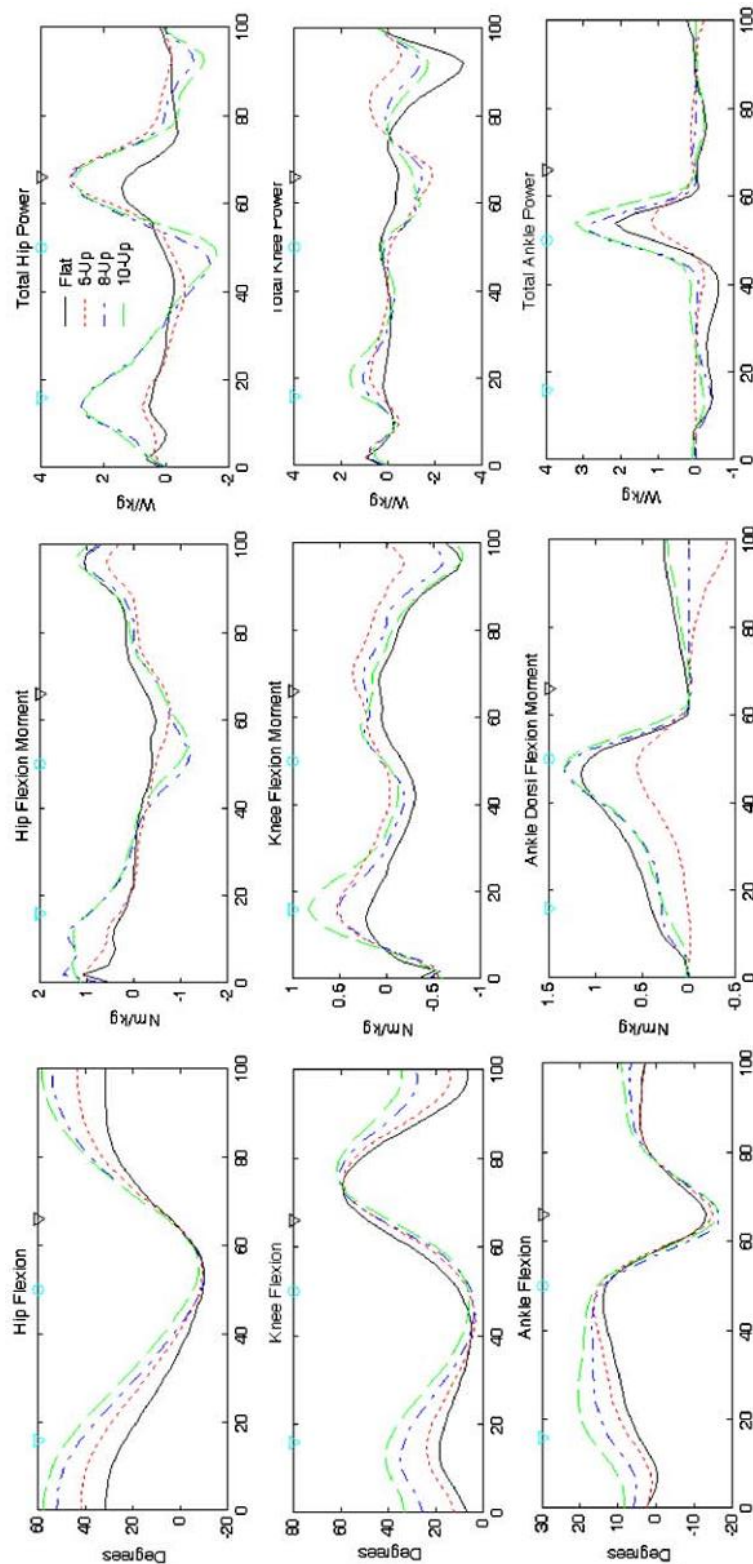 Hip Flexion
60
40
20
0
-20
Degrees
0 20 40 60 80 100
Hip Flexion Moment
2
1
0
-1
-2
Nm/kg
0 20 40 60 80 100
Total Hip Power
Flat
5-Up
8-Up
10-Up
4
2
0
-2
W/kg
0 20 40 60 80 100
Knee Flexion
80
60
40
20
0
Degrees
0 20 40 60 80 100
Knee Flexion Moment
1
0.5
0
-0.5
-1
Nm/kg
0 20 40 60 80 100
Total Knee Power
4
2
0
-2
-4
W/kg
0 20 40 60 80 100
Ankle Flexion
30
20
10
0
-10
-20
Degrees
0 20 40 60 80 100
Ankle Dorsi Flexion Moment
1.5
1
0.5
0
-0.5
Nm/kg
0 20 40 60 80 100
Total Ankle Power
4
3
2
1
0
-1
W/kg
0 20 40 60 80 100